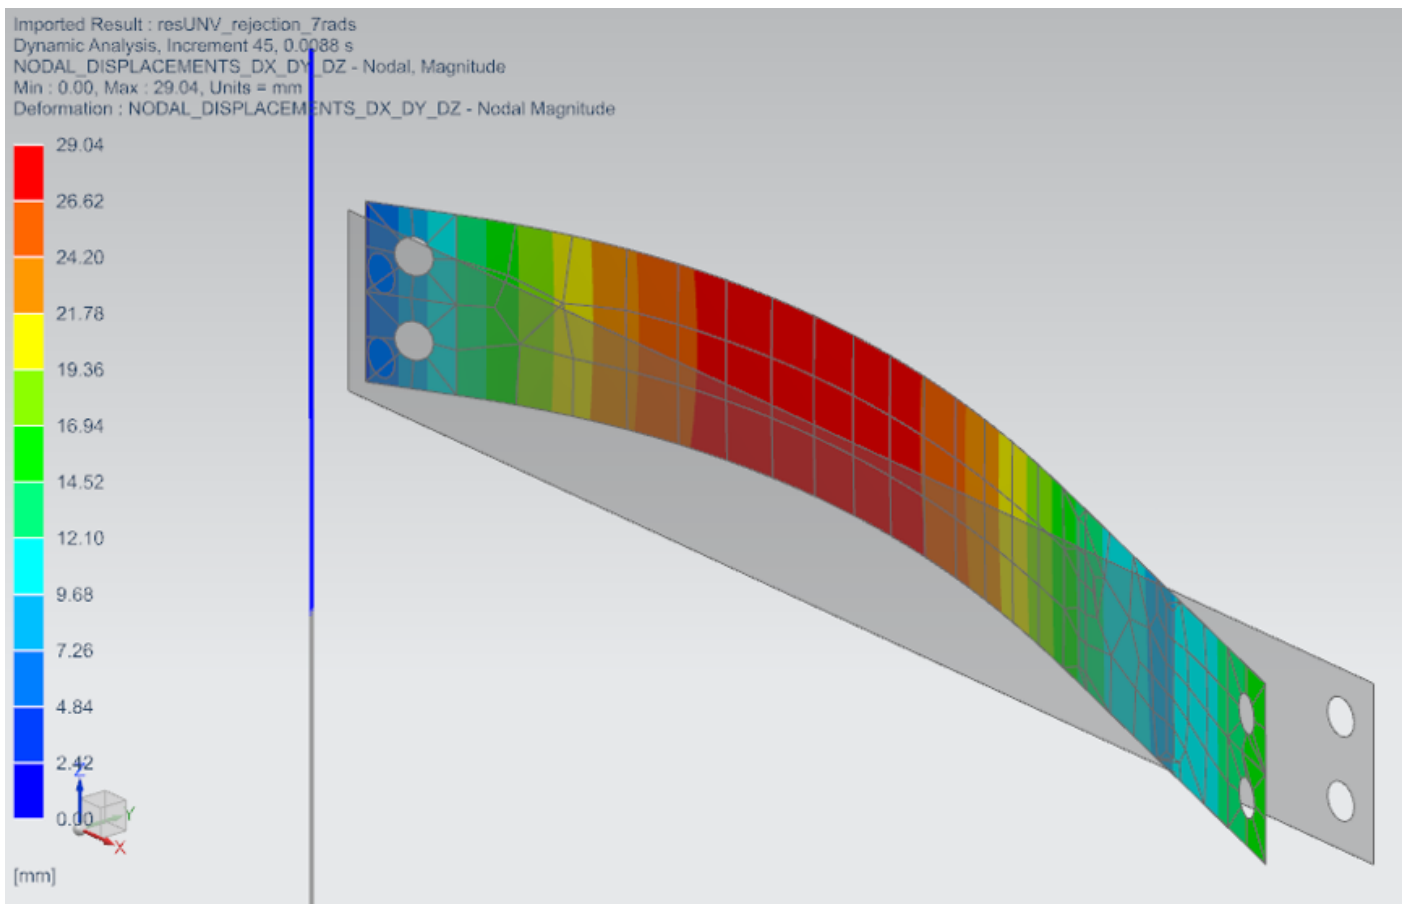 Imported Result : resUNV_rejection_7rads
Dynamic Analysis, Increment 45, 0.0088 s
NODAL_DISPLACEMENTS_DX_DY_DZ - Nodal, Magnitude
Min : 0.00, Max : 29.04, Units = mm
Deformation : NODAL_DISPLACEMENTS_DX_DY_DZ - Nodal Magnitude
29.04
26.62
24.20
21.78
19.36
16.94
14.52
12.10
9.68
7.26
4.84
2.42
Z
0.00
Y
X
[mm]